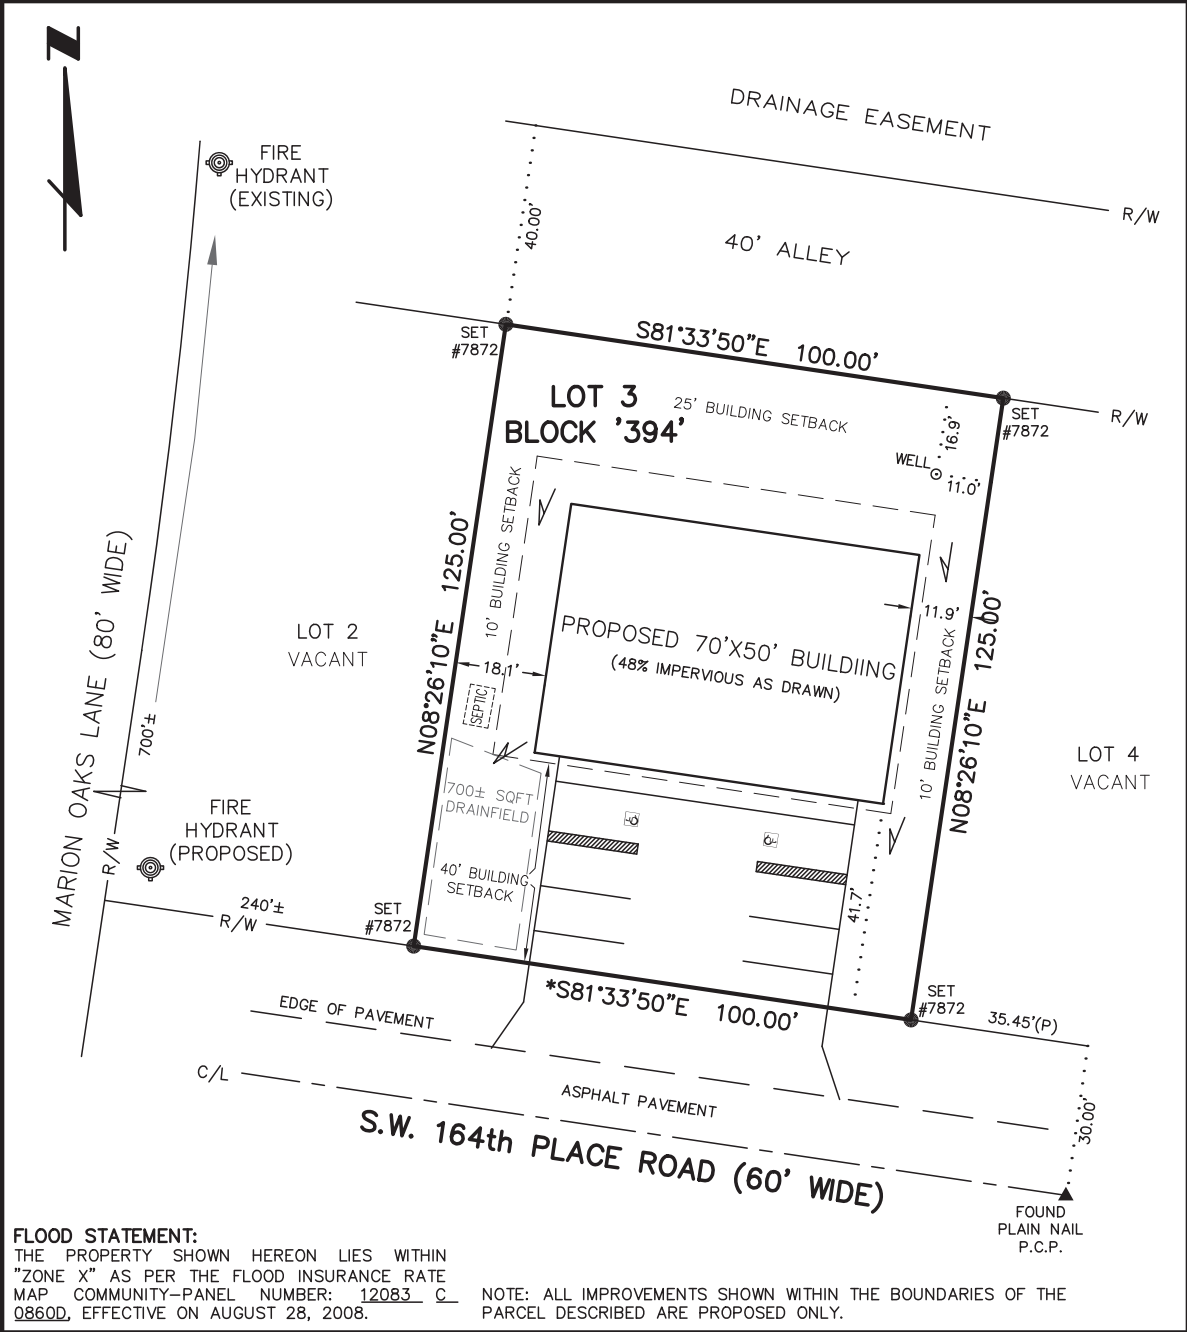 N
DRAINAGE EASEMENT
R/W
FIRE
HYDRANT
(EXISTING)
40.00'
40' ALLEY
SET
#7872
S81°33'50"E 100.00'
R/W
SET
#7872
LOT 3
BLOCK '394'
25' BUILDING SETBACK
16.9'
WELL
11.0'
10' BUILDING SETBACK
N08°26'10"E 125.00'
MARION OAKS LANE (80' WIDE)
700'±
R/W
LOT 2
VACANT
18.1'
SEPTIC
PROPOSED 70'X50' BUILDIING
(48% IMPERVIOUS AS DRAWN)
11.9'
10' BUILDING SETBACK
N08°26'10"E 125.00'
LOT 4
VACANT
700± SQFT
DRAINFIELD
40' BUILDING
SETBACK
41.7'
FIRE
HYDRANT
(PROPOSED)
240'±
R/W
SET
#7872
*S81°33'50"E 100.00'
SET
#7872
35.45'(P)
EDGE OF PAVEMENT
C/L
ASPHALT PAVEMENT
30.00'
S.W. 164th PLACE ROAD (60' WIDE)
FOUND
PLAIN NAIL
P.C.P.
FLOOD STATEMENT:
THE PROPERTY SHOWN HEREON LIES WITHIN
"ZONE X" AS PER THE FLOOD INSURANCE RATE
MAP COMMUNITY-PANEL NUMBER: 12083 C
0860D, EFFECTIVE ON AUGUST 28, 2008.
NOTE: ALL IMPROVEMENTS SHOWN WITHIN THE BOUNDARIES OF THE
PARCEL DESCRIBED ARE PROPOSED ONLY.